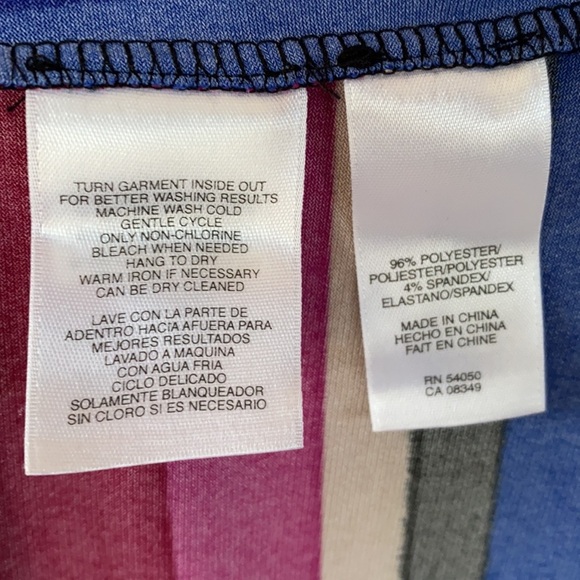 TURN GARMENT INSIDE OUT
FOR BETTER WASHING RESULTS
MACHINE WASH COLD
GENTLE CYCLE
ONLY NON-CHLORINE
BLEACH WHEN NEEDED
HANG TO DRY
WARM IRON IF NECESSARY
CAN BE DRY CLEANED
LAVE CON LA PARTE DE
ADENTRO HACIA AFUERA PARA
MEJORES RESULTADOS
LAVADO A MAQUINA
CON AGUA FRIA
CICLO DELICADO
SOLAMENTE BLANQUEADOR
SIN CLORO SI ES NECESARIO
96% POLYESTER/
POLIESTER/POLYESTER
4% SPANDEX/
ELASTANO/SPANDEX
MADE IN CHINA
HECHO EN CHINA
FAIT EN CHINE
RN 54050
CA 08349